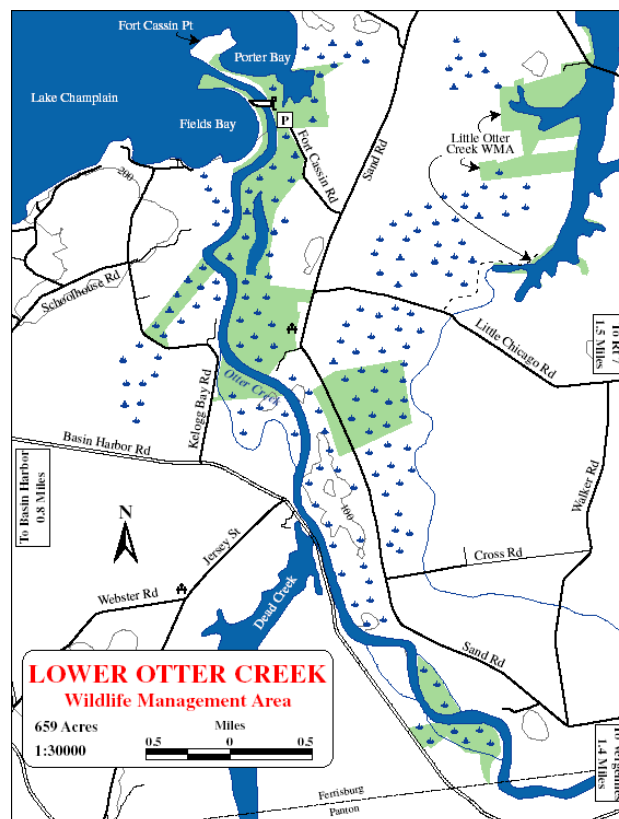 Fort Cassin Pt
Porter Bay
Lake Champlain
Fields Bay
P
Fort Cassin Rd
Sand Rd
Little Otter
Creek WMA
200
Schoolhouse Rd
To Rt 7
1.5 Miles
Little Chicago Rd
Otter Creek
Kelogg Bay Rd
Basin Harbor Rd
To Basin Harbor
0.8 Miles
Walker Rd
N
100
Jersey St
Cross Rd
Webster Rd
Dead Creek
Sand Rd
LOWER OTTER CREEK
Wildlife Management Area
659 Acres
Miles
1:30000
0.5 0 0.5
To Vergennes
1.4 Miles
Ferrisburg
Panton